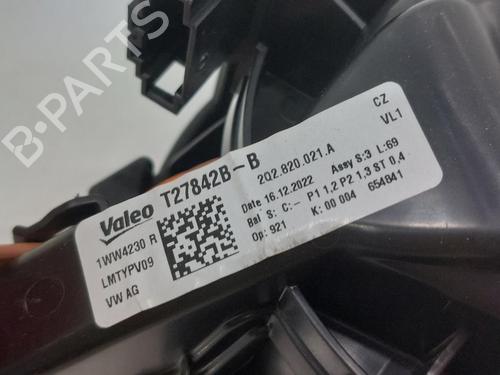 B-PARTS
Valeo T27842B-B
CZ
VL1
1WW4230 R
LMTYPV09
VW AG
2Q2.820.021.A
Date 16.12.2022 Assy S:3 L:69
Bal S: C:- P1 1,2 P2 1,3 ST 0,4
Op: 921 K: 00 004 654B41